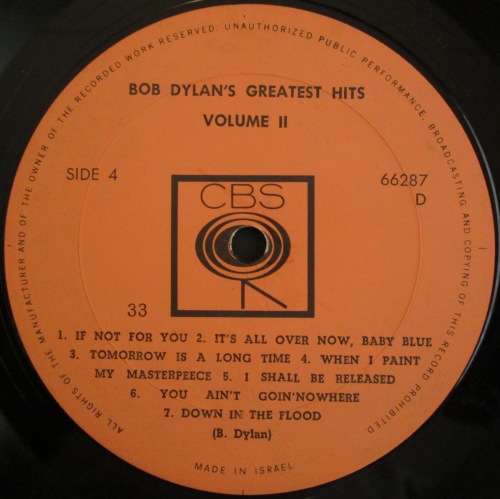 ALL RIGHTS OF THE MANUFACTURER AND OF THE OWNER OF THE RECORDED WORK RESERVED. UNAUTHORIZED PUBLIC PERFORMANCE, BROADCASTING AND COPYING OF THIS RECORD PROHIBITED
BOB DYLAN'S GREATEST HITS
VOLUME II
SIDE 4
66287
D
CBS
33
1. IF NOT FOR YOU 2. IT'S ALL OVER NOW, BABY BLUE
3. TOMORROW IS A LONG TIME 4. WHEN I PAINT
MY MASTERPEECE 5. I SHALL BE RELEASED
6. YOU AIN'T GOIN'NOWHERE
7. DOWN IN THE FLOOD
(B. Dylan)
MADE IN ISRAEL